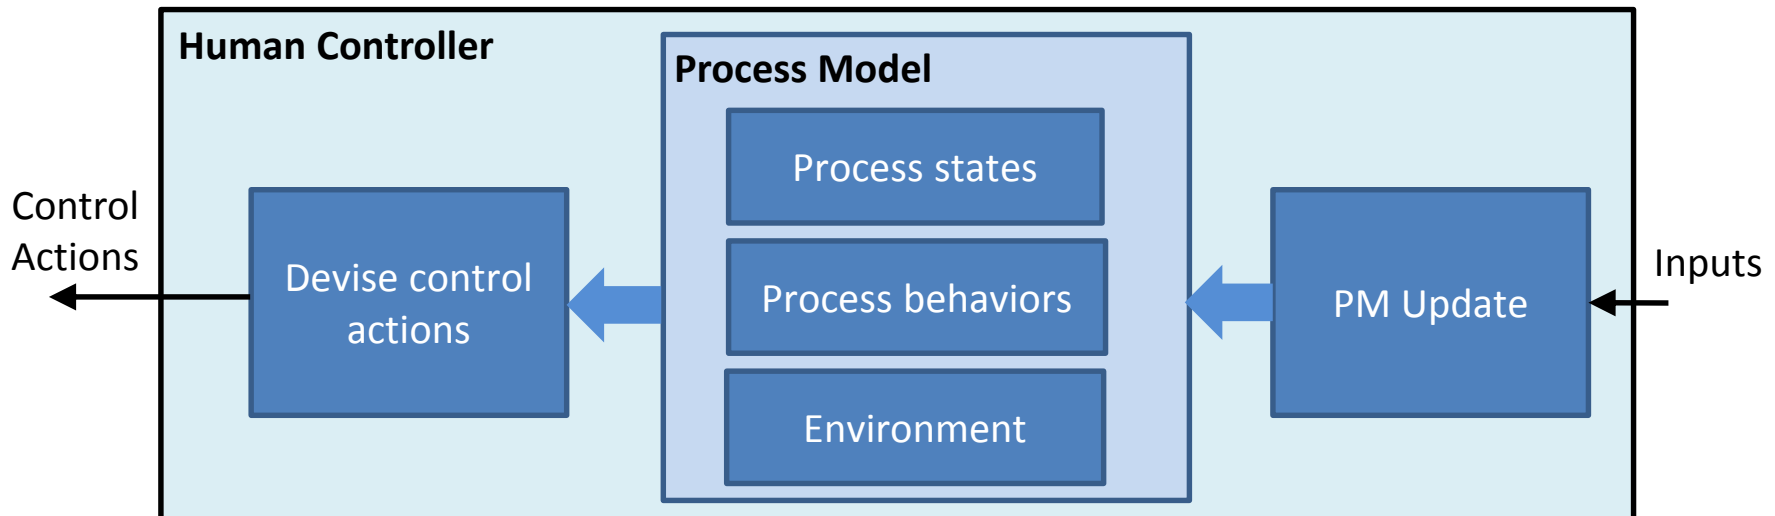 Human Controller
Process Model
Process states
Control
Actions
Devise control
actions
Process behaviors
PM Update
Inputs
Environment